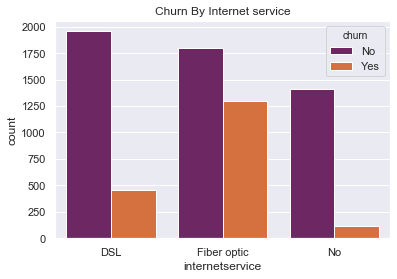 Churn By Internet service
churn
No
Yes
count
2000
1750
1500
1250
1000
750
500
250
0
DSL
Fiber optic
No
internetservice